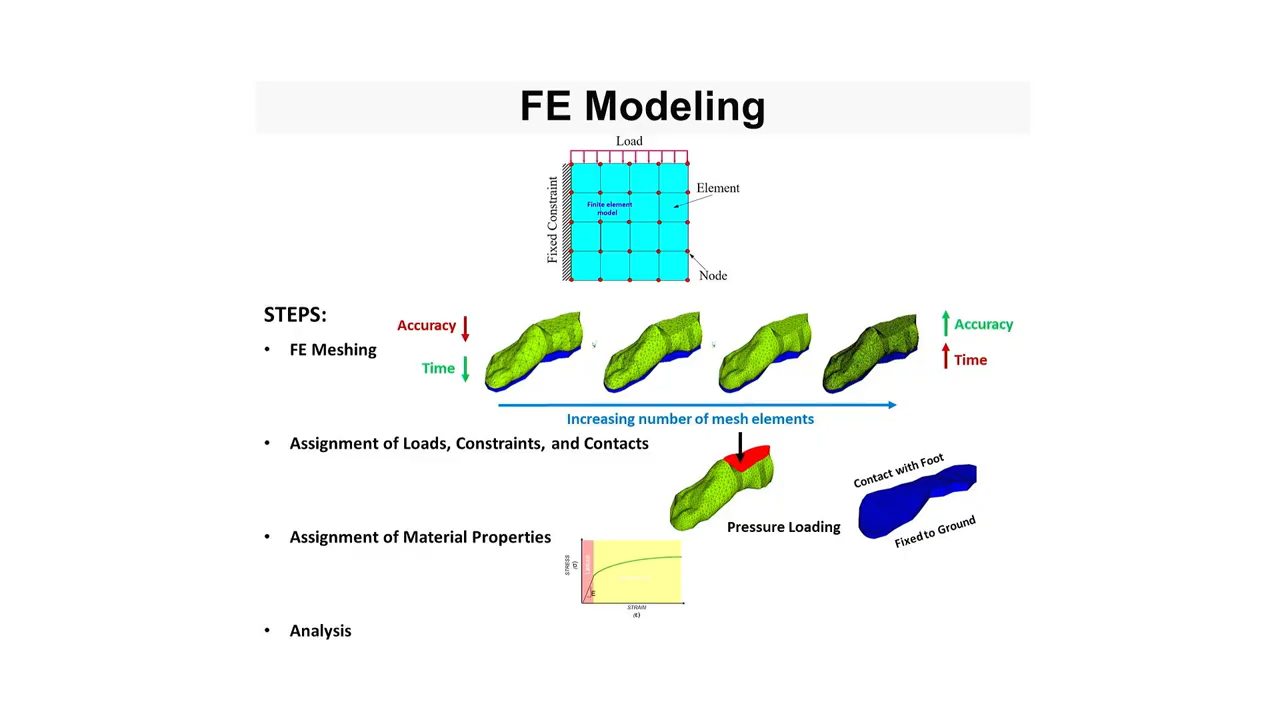 FE Modeling
Load
Fixed Constraint
Finite element
model
Element
Node
STEPS:
Accuracy
Time
• FE Meshing
Accuracy
Time
Increasing number of mesh elements
• Assignment of Loads, Constraints, and Contacts
Pressure Loading
Contact with Foot
Fixed to Ground
• Assignment of Material Properties
STRESS
(σ)
E
STRAIN
(ε)
• Analysis